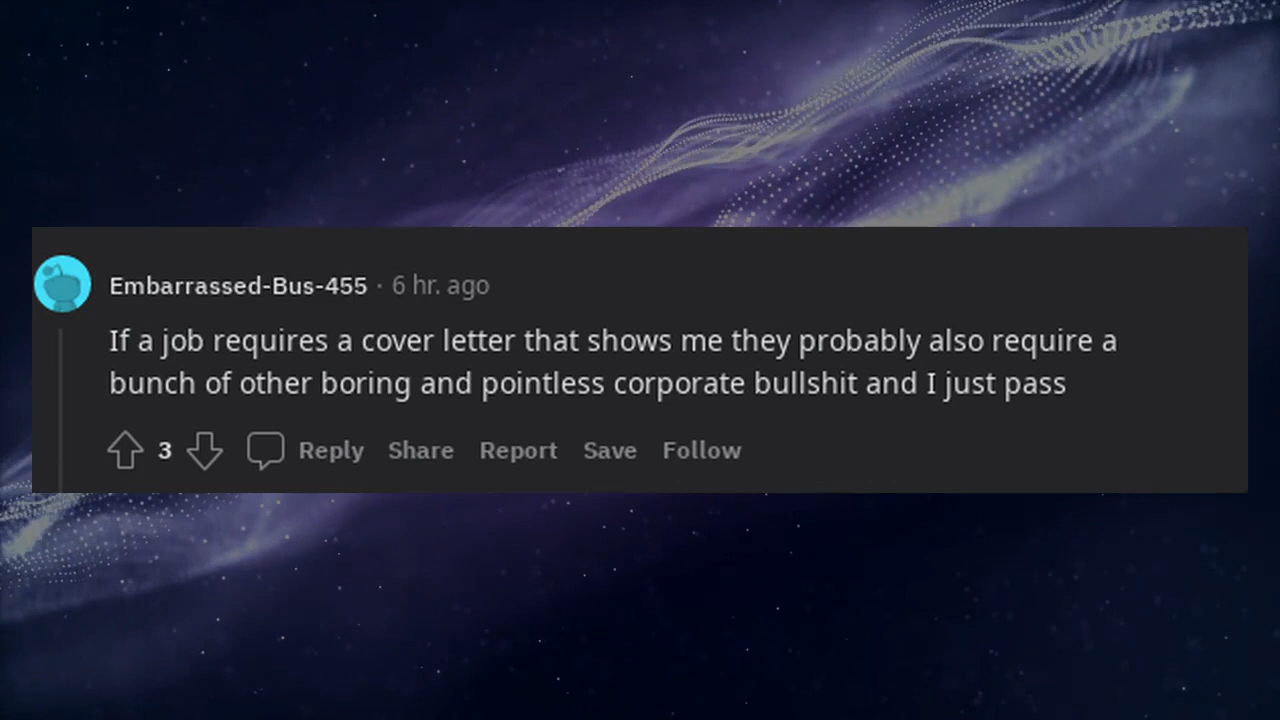 Embarrassed-Bus-455 · 6 hr. ago
If a job requires a cover letter that shows me they probably also require a
bunch of other boring and pointless corporate bullshit and I just pass
3 Reply Share Report Save Follow